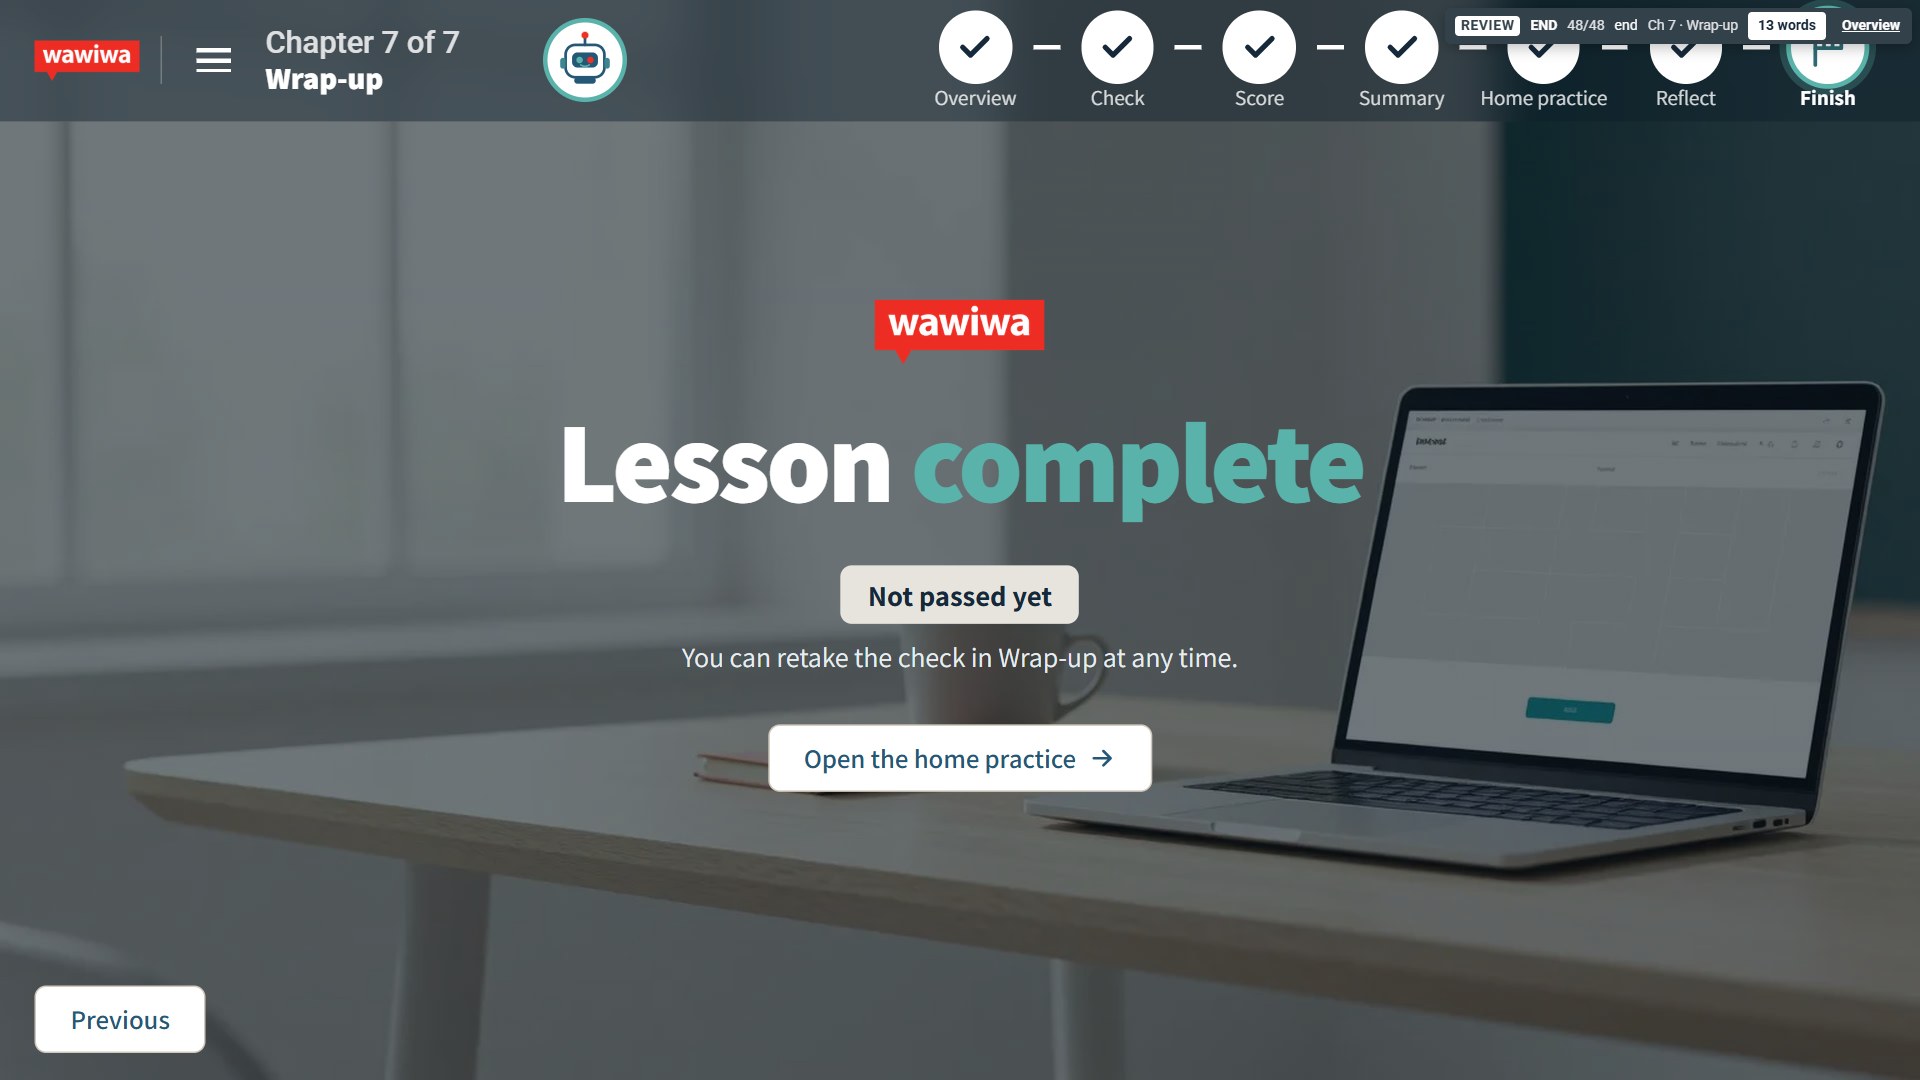 wawiwa
Chapter 7 of 7
Wrap-up
Overview
Check
Score
Summary
Home practice
Reflect
Finish
REVIEW END 48/48 end Ch 7 · Wrap-up 13 words Overview
wawiwa
Lesson complete
Not passed yet
You can retake the check in Wrap-up at any time.
Open the home practice →
Previous